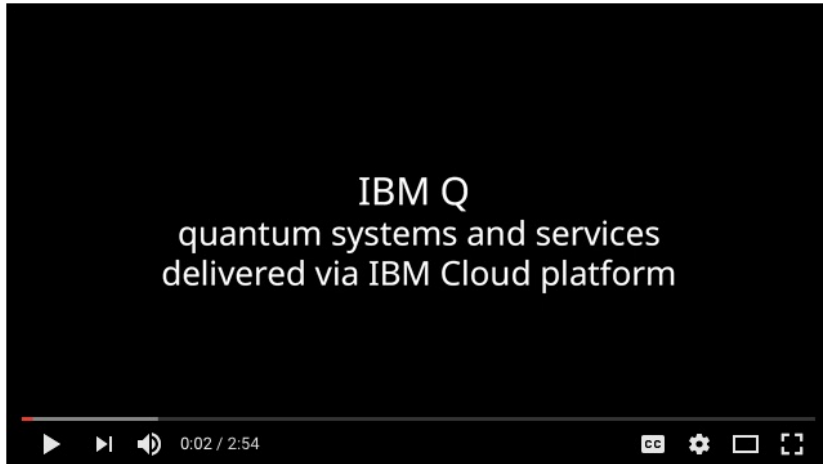 IBM Q
quantum systems and services
delivered via IBM Cloud platform
0:02 / 2:54
CC